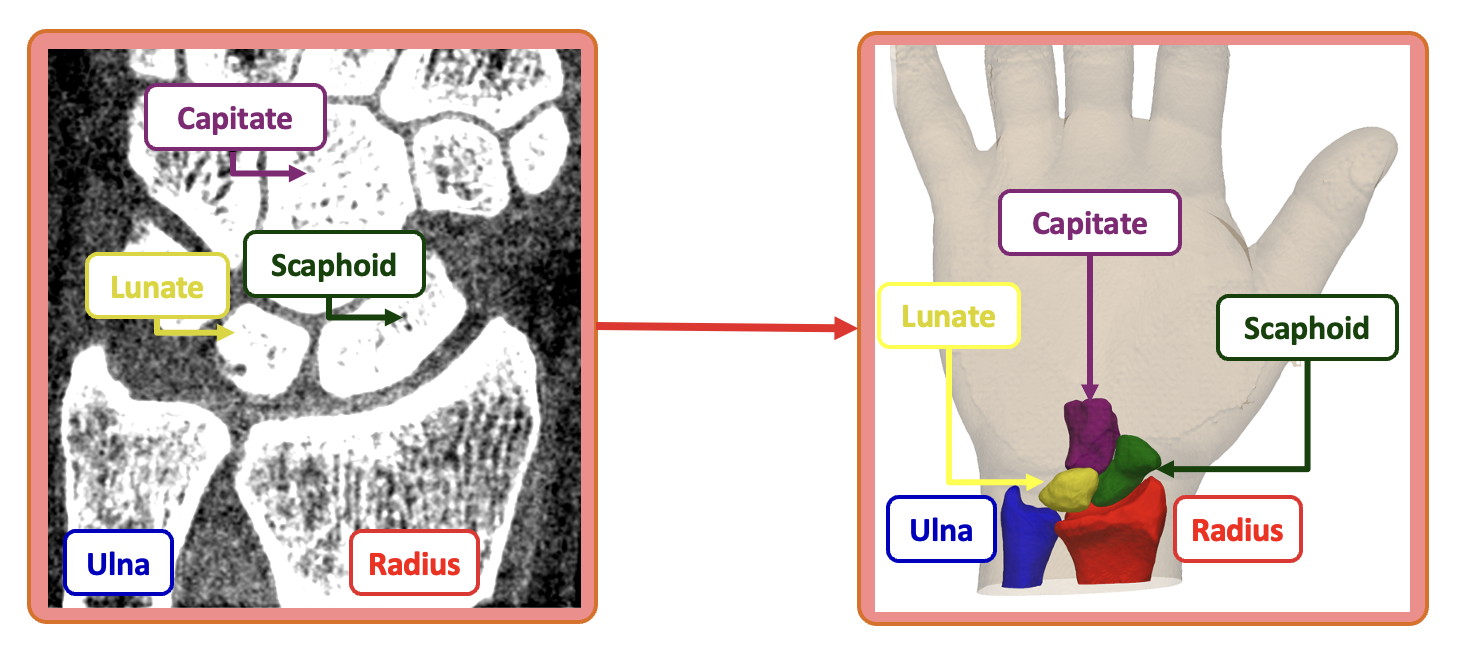 Capitate
Scaphoid
Lunate
Ulna
Radius
Capitate
Lunate
Scaphoid
Ulna
Radius